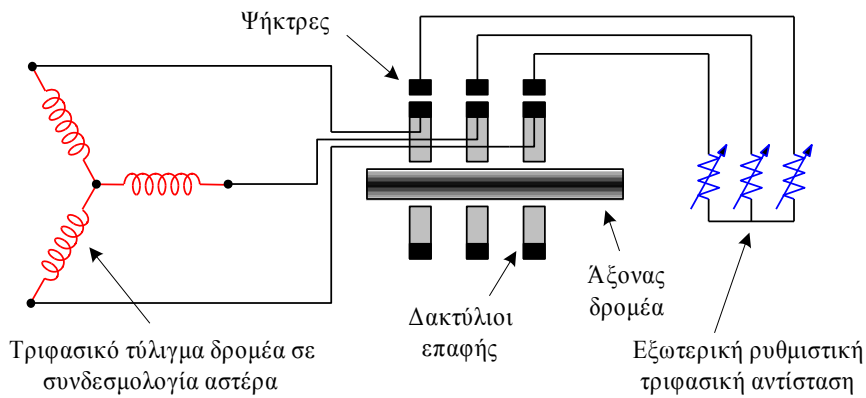 Ψήκτρες
Άξονας
δρομέα
Δακτύλιοι
επαφής
Τριφασικό τύλιγμα δρομέα σε
συνδεσμολογία αστέρα
Εξωτερική ρυθμιστική
τριφασική αντίσταση